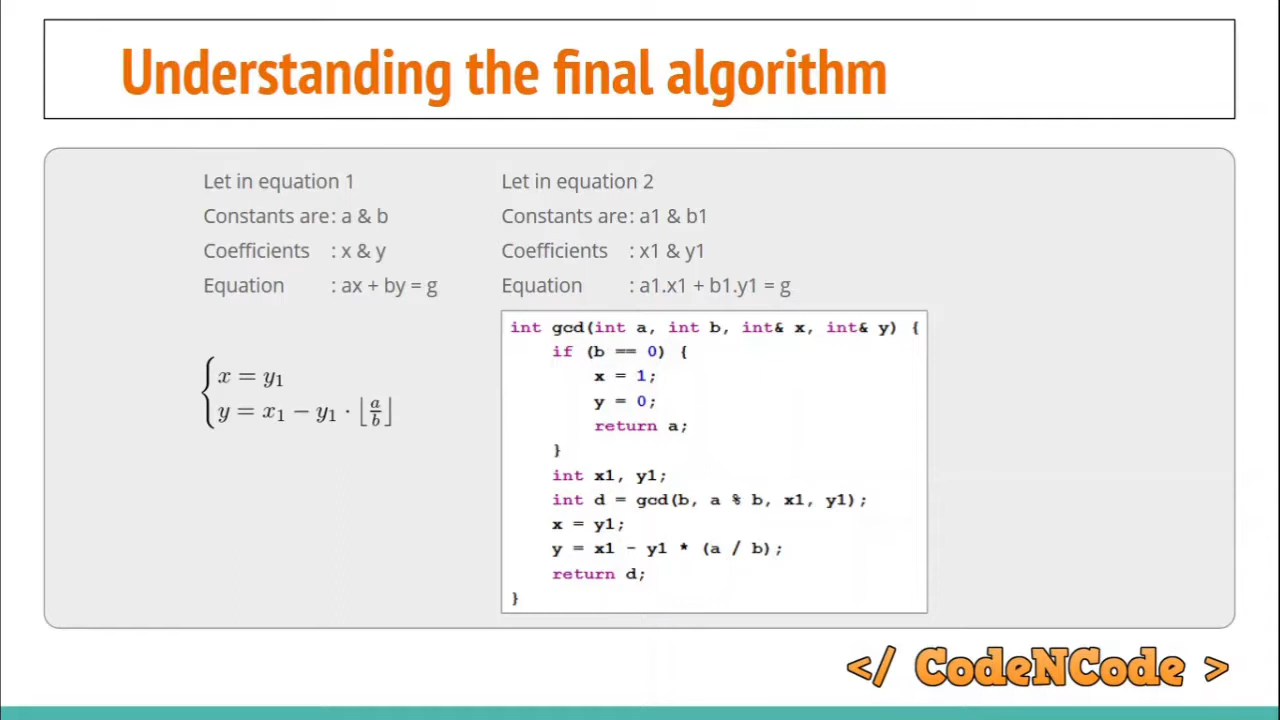 Understanding the final algorithm
Let in equation 1
Constants are: a & b
Coefficients : x & y
Equation : ax + by = g
Let in equation 2
Constants are: a1 & b1
Coefficients : x1 & y1
Equation : a1.x1 + b1.y1 = g
x = y₁
y = x₁ − y₁ · ⌊a/b⌋
int gcd(int a, int b, int& x, int& y) {
    if (b == 0) {
        x = 1;
        y = 0;
        return a;
    }
    int x1, y1;
    int d = gcd(b, a % b, x1, y1);
    x = y1;
    y = x1 - y1 * (a / b);
    return d;
}
</ CodeNCode >